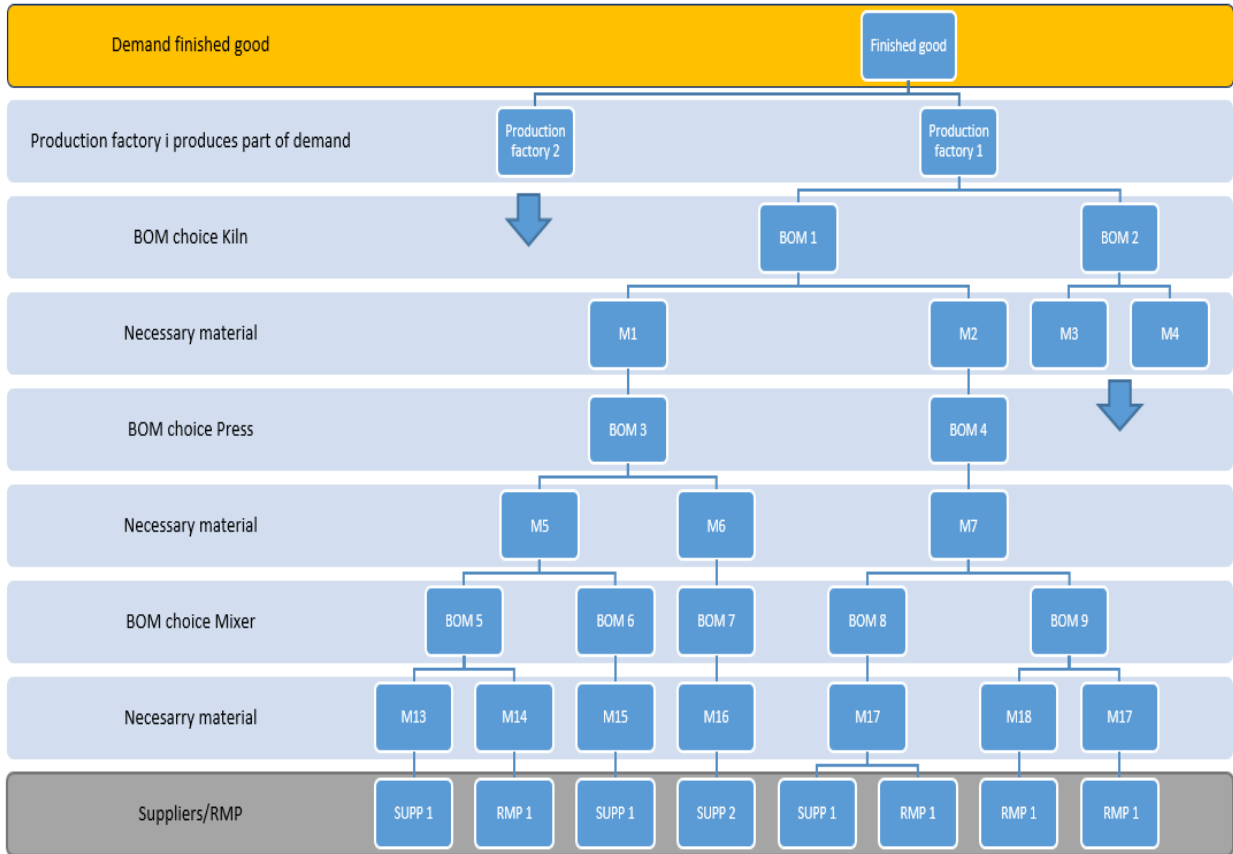 Demand finished good
Finished good
Production factory i produces part of demand
Production
factory 2
Production
factory 1
BOM choice Kiln
BOM 1
BOM 2
Necessary material
M1
M2
M3
M4
BOM choice Press
BOM 3
BOM 4
Necessary material
M5
M6
M7
BOM choice Mixer
BOM 5
BOM 6
BOM 7
BOM 8
BOM 9
Necesarry material
M13
M14
M15
M16
M17
M18
M17
Suppliers/RMP
SUPP 1
RMP 1
SUPP 1
SUPP 2
SUPP 1
RMP 1
RMP 1
RMP 1